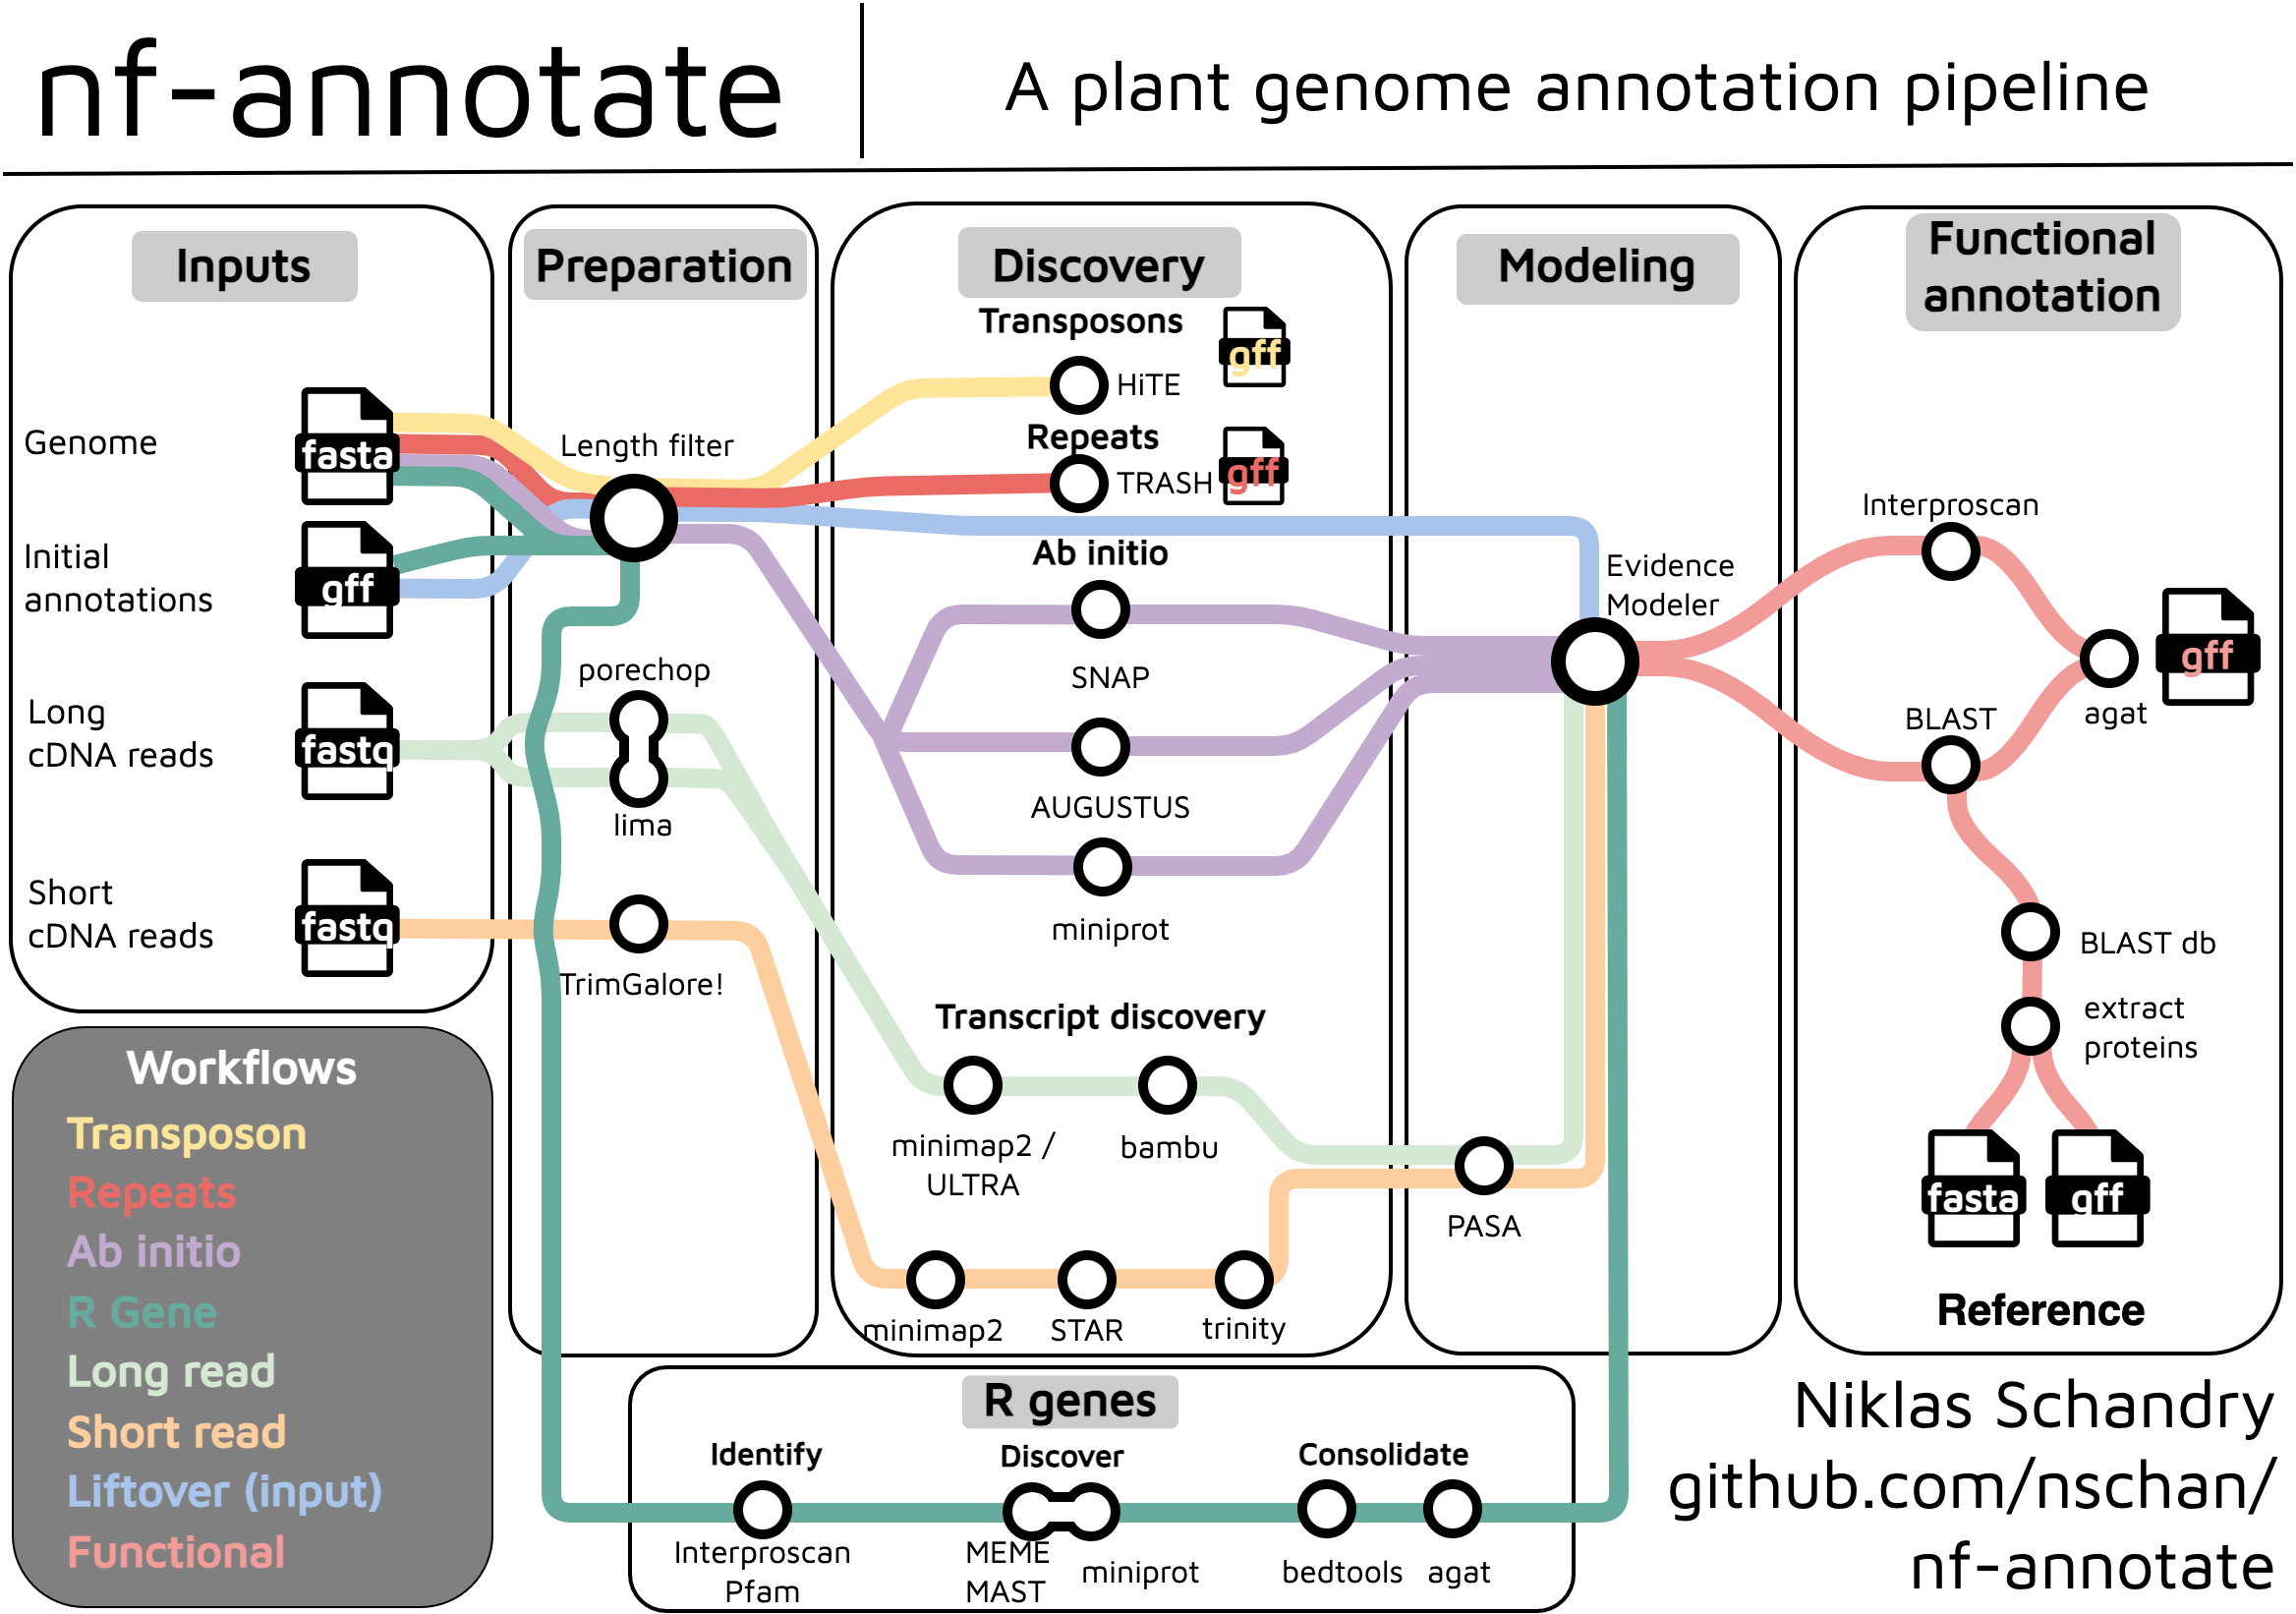 nf-annotate
A plant genome annotation pipeline
Inputs
Genome
fasta
Initial
annotations
gff
Long
cDNA reads
fastq
Short
cDNA reads
fastq
Workflows
Transposon
Repeats
Ab initio
R Gene
Long read
Short read
Liftover (input)
Functional
Preparation
Length filter
porechop
lima
TrimGalore!
Discovery
Transposons
gff
HiTE
Repeats
TRASH
gff
Ab initio
SNAP
AUGUSTUS
miniprot
Transcript discovery
minimap2 /
ULTRA
bambu
minimap2
STAR
trinity
Modeling
Evidence
Modeler
PASA
Functional
annotation
Interproscan
BLAST
agat
gff
BLAST db
extract
proteins
fasta
gff
Reference
R genes
Identify
Interproscan
Pfam
Discover
MEME
MAST
miniprot
Consolidate
bedtools
agat
Niklas Schandry
github.com/nschan/
nf-annotate